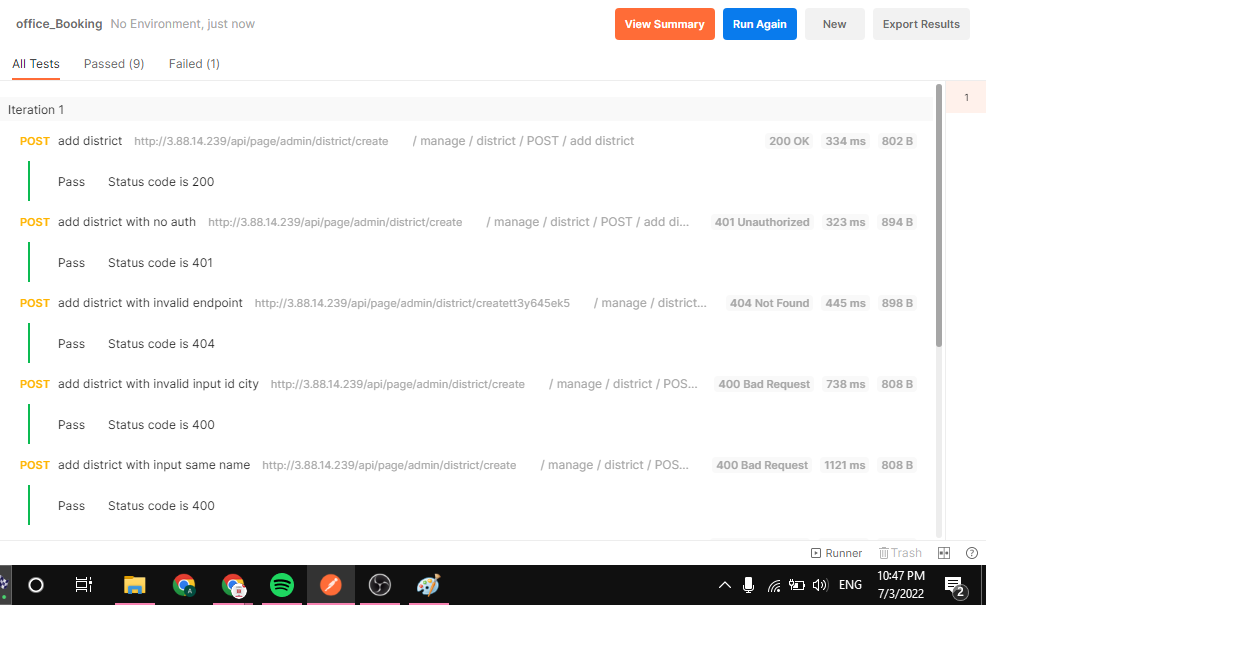 office_Booking No Environment, just now View Summary Run Again New Export Results
All Tests Passed (9) Failed (1)
1
Iteration 1
POST add district http://3.88.14.239/api/page/admin/district/create / manage / district / POST / add district 200 OK 334 ms 802 B
Pass Status code is 200
POST add district with no auth http://3.88.14.239/api/page/admin/district/create / manage / district / POST / add di... 401 Unauthorized 323 ms 894 B
Pass Status code is 401
POST add district with invalid endpoint http://3.88.14.239/api/page/admin/district/creatett3y645ek5 / manage / district... 404 Not Found 445 ms 898 B
Pass Status code is 404
POST add district with invalid input id city http://3.88.14.239/api/page/admin/district/create / manage / district / POS... 400 Bad Request 738 ms 808 B
Pass Status code is 400
POST add district with input same name http://3.88.14.239/api/page/admin/district/create / manage / district / POS... 400 Bad Request 1121 ms 808 B
Pass Status code is 400
Runner Trash
ENG 10:47 PM
7/3/2022 2